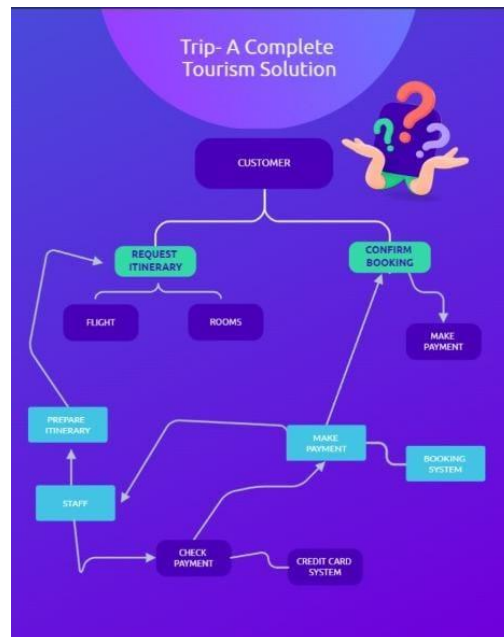 Trip- A Complete
Tourism Solution
CUSTOMER
REQUEST
ITINERARY
CONFIRM
BOOKING
FLIGHT
ROOMS
MAKE
PAYMENT
PREPARE
ITINERARY
MAKE
PAYMENT
BOOKING
SYSTEM
STAFF
CHECK
PAYMENT
CREDIT CARD
SYSTEM